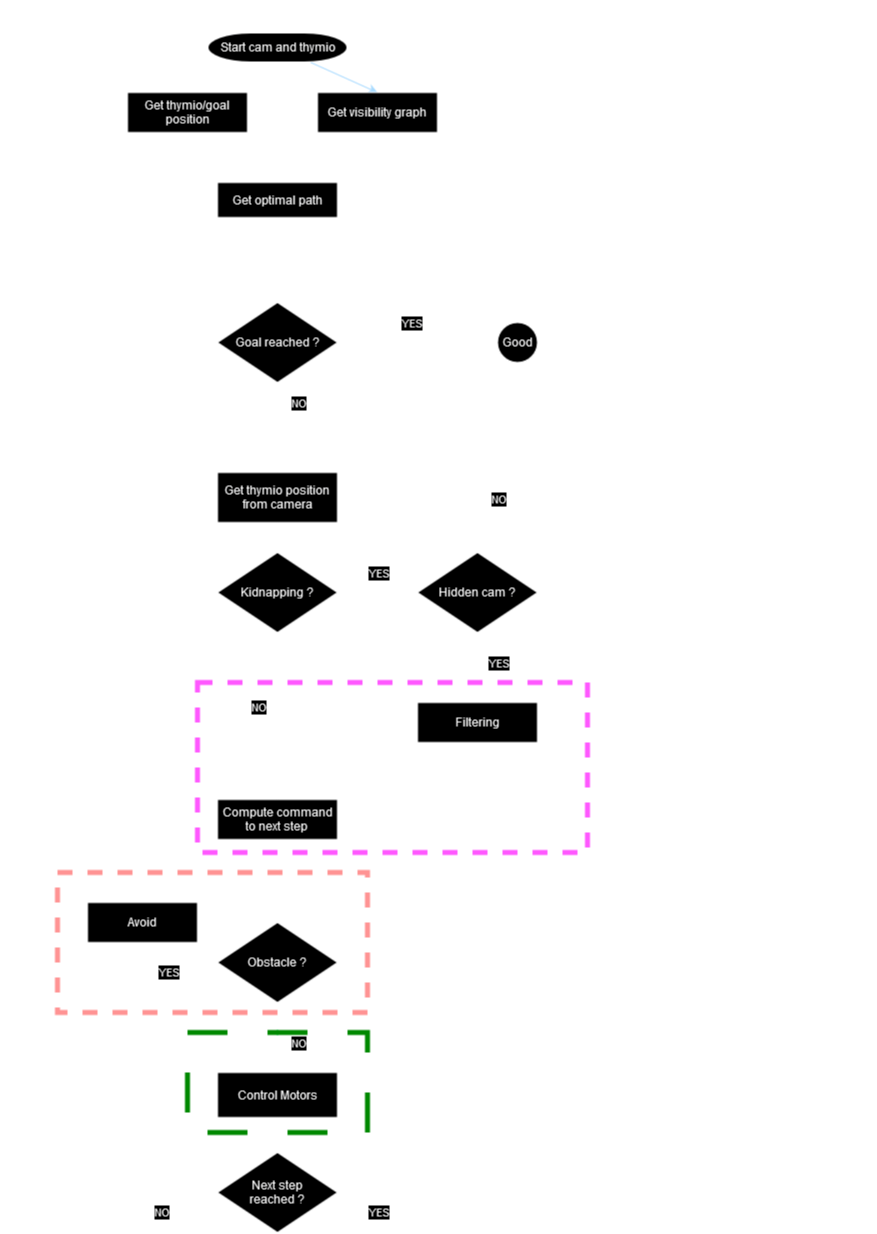 Start cam and thymio
Get thymio/goal
position
Get visibility graph
Get optimal path
YES
Goal reached ?
Good
NO
Get thymio position
from camera
NO
YES
Kidnapping ?
Hidden cam ?
YES
NO
Filtering
Compute command
to next step
Avoid
Obstacle ?
YES
NO
Control Motors
Next step
reached ?
NO
YES